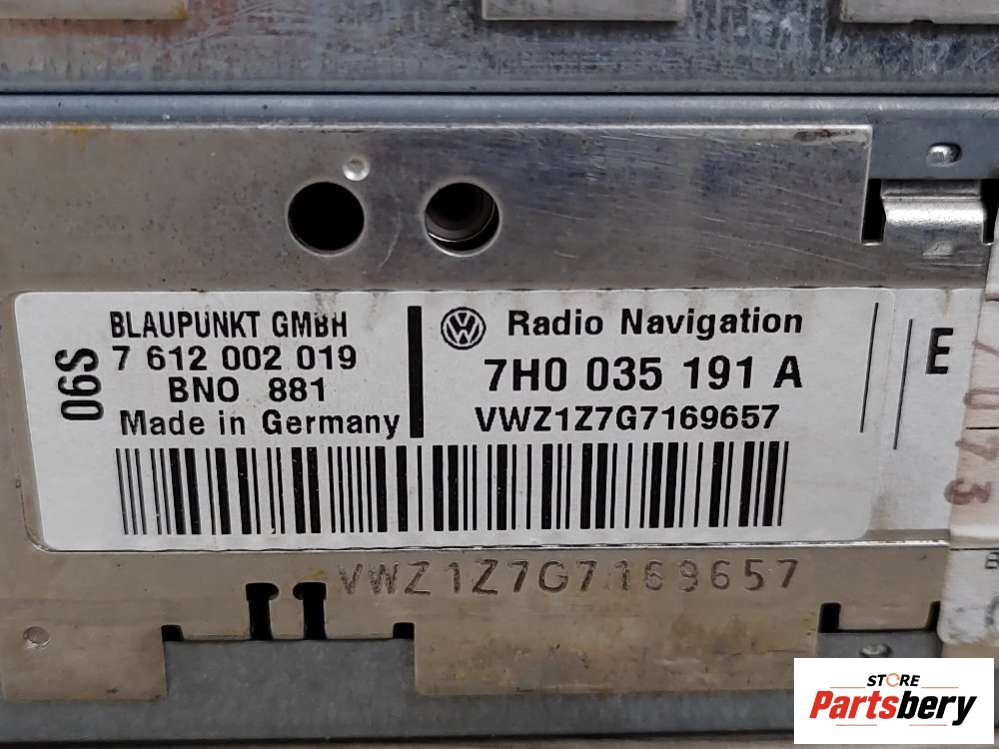 BLAUPUNKT GMBH
7 612 002 019
BNO 881
Made in Germany
06S
VW
Radio Navigation
7H0 035 191 A
VWZ1Z7G7169657
E
VWZ1Z7G7169657
STORE
Partsbery